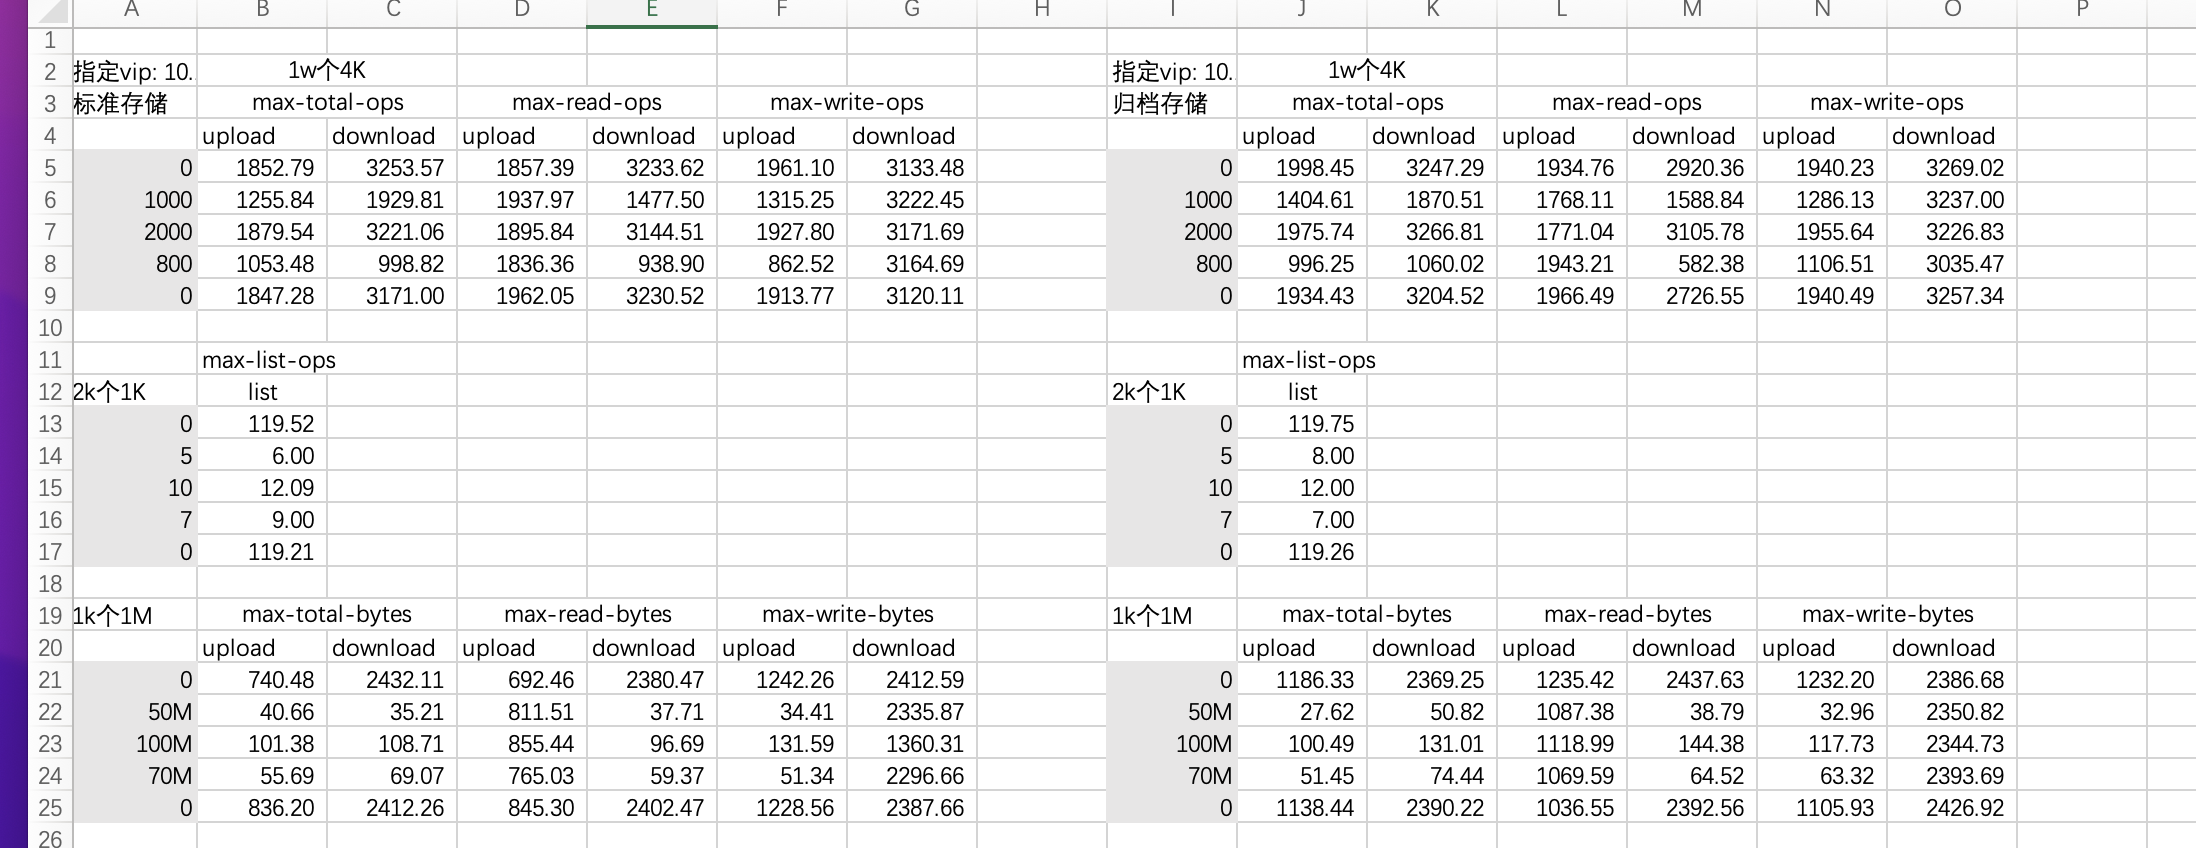 A B C D E F G H I J K L M N O P
1
2 指定vip: 10. 1w个4K 指定vip: 10. 1w个4K
3 标准存储 max-total-ops max-read-ops max-write-ops 归档存储 max-total-ops max-read-ops max-write-ops
4 upload download upload download upload download upload download upload download upload download
5 0 1852.79 3253.57 1857.39 3233.62 1961.10 3133.48 0 1998.45 3247.29 1934.76 2920.36 1940.23 3269.02
6 1000 1255.84 1929.81 1937.97 1477.50 1315.25 3222.45 1000 1404.61 1870.51 1768.11 1588.84 1286.13 3237.00
7 2000 1879.54 3221.06 1895.84 3144.51 1927.80 3171.69 2000 1975.74 3266.81 1771.04 3105.78 1955.64 3226.83
8 800 1053.48 998.82 1836.36 938.90 862.52 3164.69 800 996.25 1060.02 1943.21 582.38 1106.51 3035.47
9 0 1847.28 3171.00 1962.05 3230.52 1913.77 3120.11 0 1934.43 3204.52 1966.49 2726.55 1940.49 3257.34
10
11 max-list-ops max-list-ops
12 2k个1K list 2k个1K list
13 0 119.52 0 119.75
14 5 6.00 5 8.00
15 10 12.09 10 12.00
16 7 9.00 7 7.00
17 0 119.21 0 119.26
18
19 1k个1M max-total-bytes max-read-bytes max-write-bytes 1k个1M max-total-bytes max-read-bytes max-write-bytes
20 upload download upload download upload download upload download upload download upload download
21 0 740.48 2432.11 692.46 2380.47 1242.26 2412.59 0 1186.33 2369.25 1235.42 2437.63 1232.20 2386.68
22 50M 40.66 35.21 811.51 37.71 34.41 2335.87 50M 27.62 50.82 1087.38 38.79 32.96 2350.82
23 100M 101.38 108.71 855.44 96.69 131.59 1360.31 100M 100.49 131.01 1118.99 144.38 117.73 2344.73
24 70M 55.69 69.07 765.03 59.37 51.34 2296.66 70M 51.45 74.44 1069.59 64.52 63.32 2393.69
25 0 836.20 2412.26 845.30 2402.47 1228.56 2387.66 0 1138.44 2390.22 1036.55 2392.56 1105.93 2426.92
26